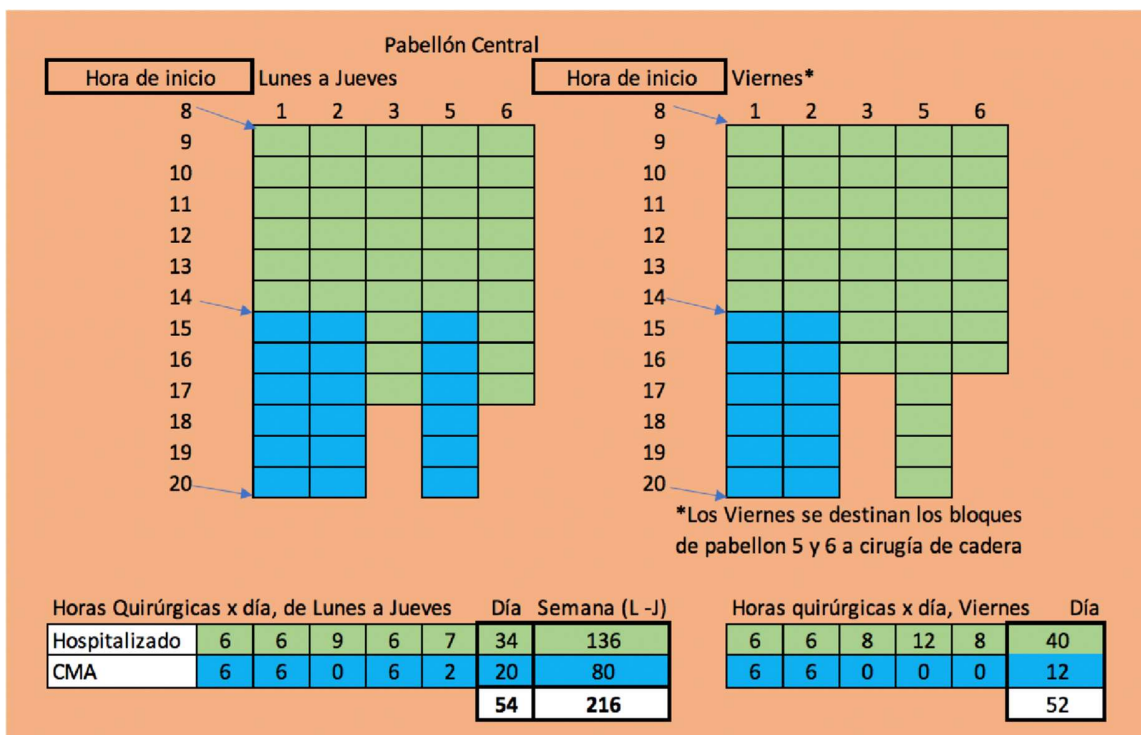 Pabellón Central
Hora de inicio Lunes a Jueves Hora de inicio Viernes*
8 1 2 3 5 6 8 1 2 3 5 6
9 9
10 10
11 11
12 12
13 13
14 14
15 15
16 16
17 17
18 18
19 19
20 20
*Los Viernes se destinan los bloques
de pabellon 5 y 6 a cirugía de cadera
Horas Quirúrgicas x día, de Lunes a Jueves Día Semana (L -J) Horas quirúrgicas x día, Viernes Día
Hospitalizado 6 6 9 6 7 34 136 6 6 8 12 8 40
CMA 6 6 0 6 2 20 80 6 6 0 0 0 12
54 216 52